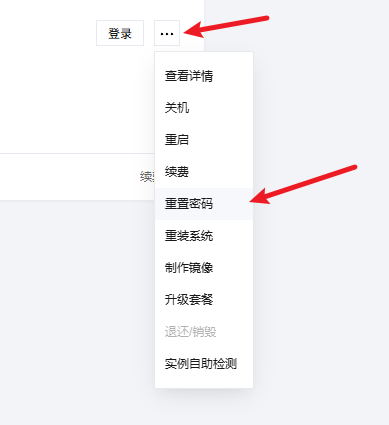 登录
···
查看详情
关机
重启
续费
续费
重置密码
重装系统
制作镜像
升级套餐
退还/销毁
实例自助检测